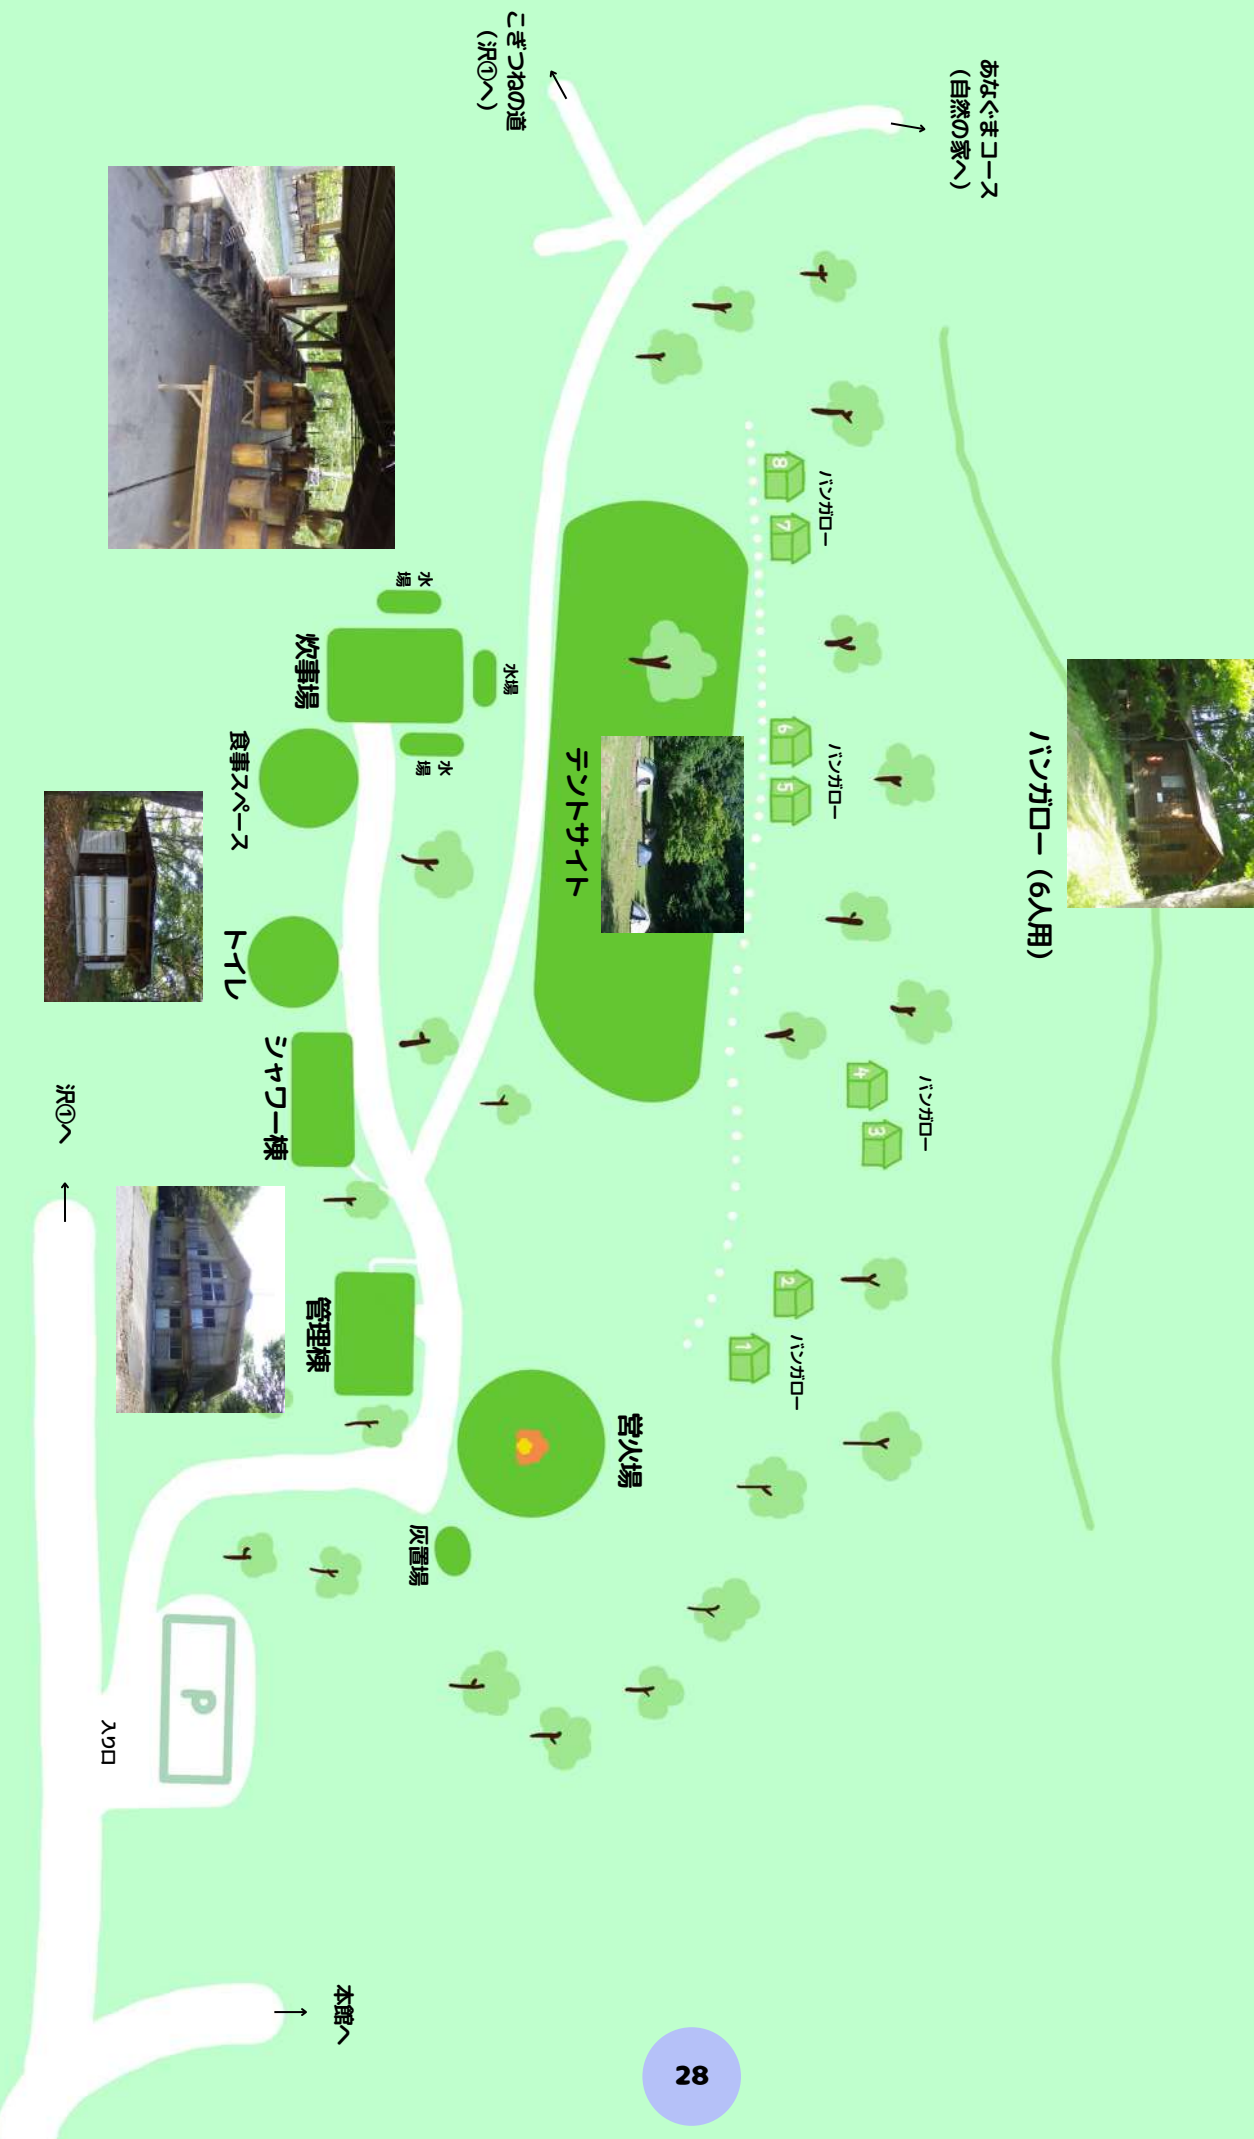 あなぐまコース
(自然の家へ)
こぎつねの道
(沢①へ)
バンガロー(6人用)
バンガロー
8
7
バンガロー
6
5
バンガロー
4
3
バンガロー
2
1
テントサイト
水場
水場
水場
炊事場
食事スペース
トイレ
シャワー棟
管理棟
営火場
灰置場
沢①へ
P
入り口
本館へ
28